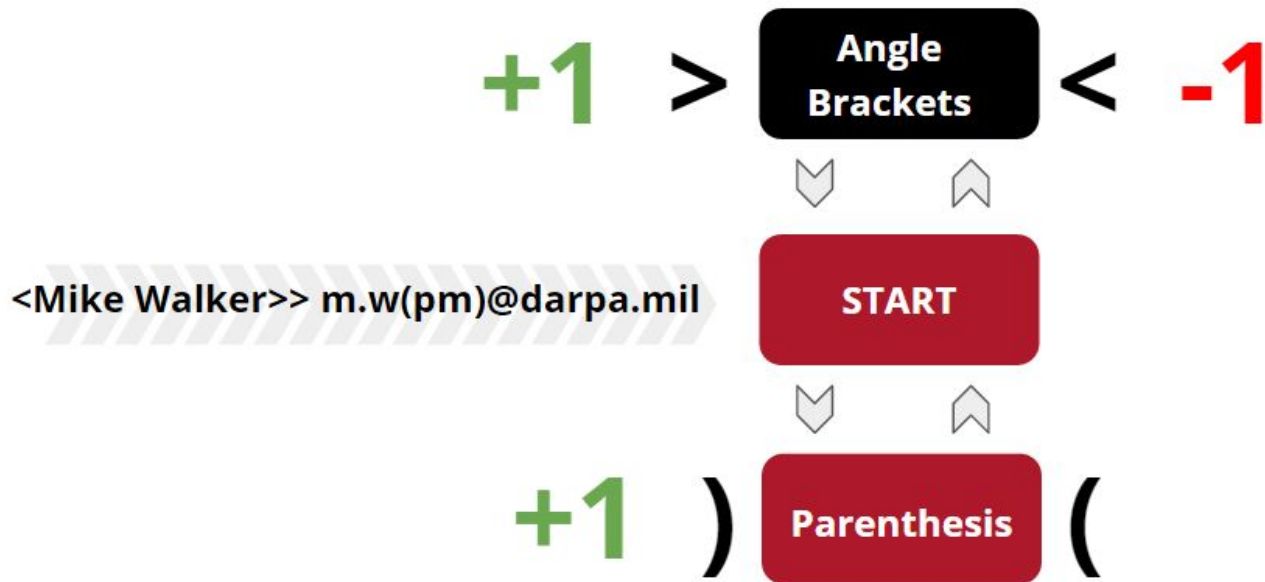 +1 > Angle Brackets < -1
<Mike Walker>> m.w(pm)@darpa.mil
START
+1 ) Parenthesis (